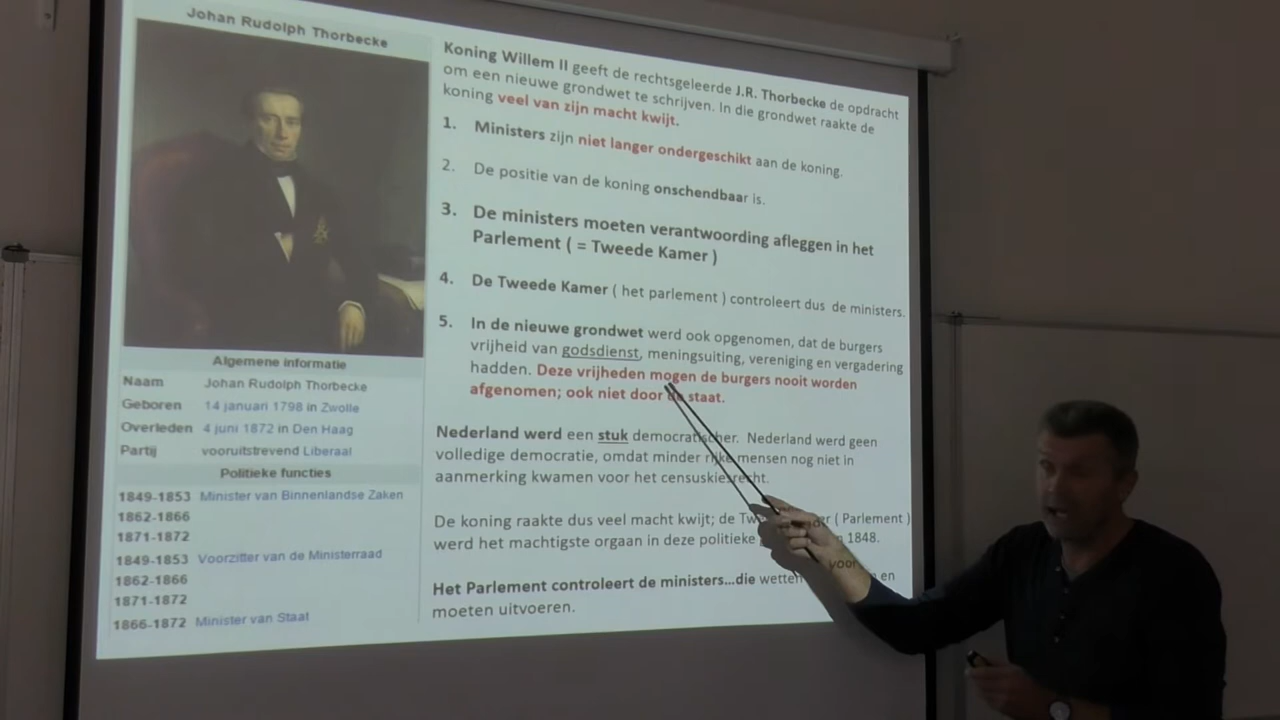 Johan Rudolph Thorbecke
Algemene informatie
Naam Johan Rudolph Thorbecke
Geboren 14 januari 1798 in Zwolle
Overleden 4 juni 1872 in Den Haag
Partij vooruitstrevend Liberaal
Politieke functies
1849-1853 Minister van Binnenlandse Zaken
1862-1866
1871-1872
1849-1853 Voorzitter van de Ministerraad
1862-1866
1871-1872
1866-1872 Minister van Staat
Koning Willem II geeft de rechtsgeleerde J.R. Thorbecke de opdracht
om een nieuwe grondwet te schrijven. In die grondwet raakte de
koning veel van zijn macht kwijt.
1. Ministers zijn niet langer ondergeschikt aan de koning.
2. De positie van de koning onschendbaar is.
3. De ministers moeten verantwoording afleggen in het
Parlement ( = Tweede Kamer )
4. De Tweede Kamer ( het parlement ) controleert dus de ministers.
5. In de nieuwe grondwet werd ook opgenomen, dat de burgers
vrijheid van godsdienst, meningsuiting, vereniging en vergadering
hadden. Deze vrijheden mogen de burgers nooit worden
afgenomen; ook niet door de staat.
Nederland werd een stuk democratischer. Nederland werd geen
volledige democratie, omdat minder rijke mensen nog niet in
aanmerking kwamen voor het censuskiesrecht.
De koning raakte dus veel macht kwijt; de ( Parlement )
werd het machtigste orgaan in deze politieke 1848.
Het Parlement controleert de ministers...die wetten en
moeten uitvoeren.